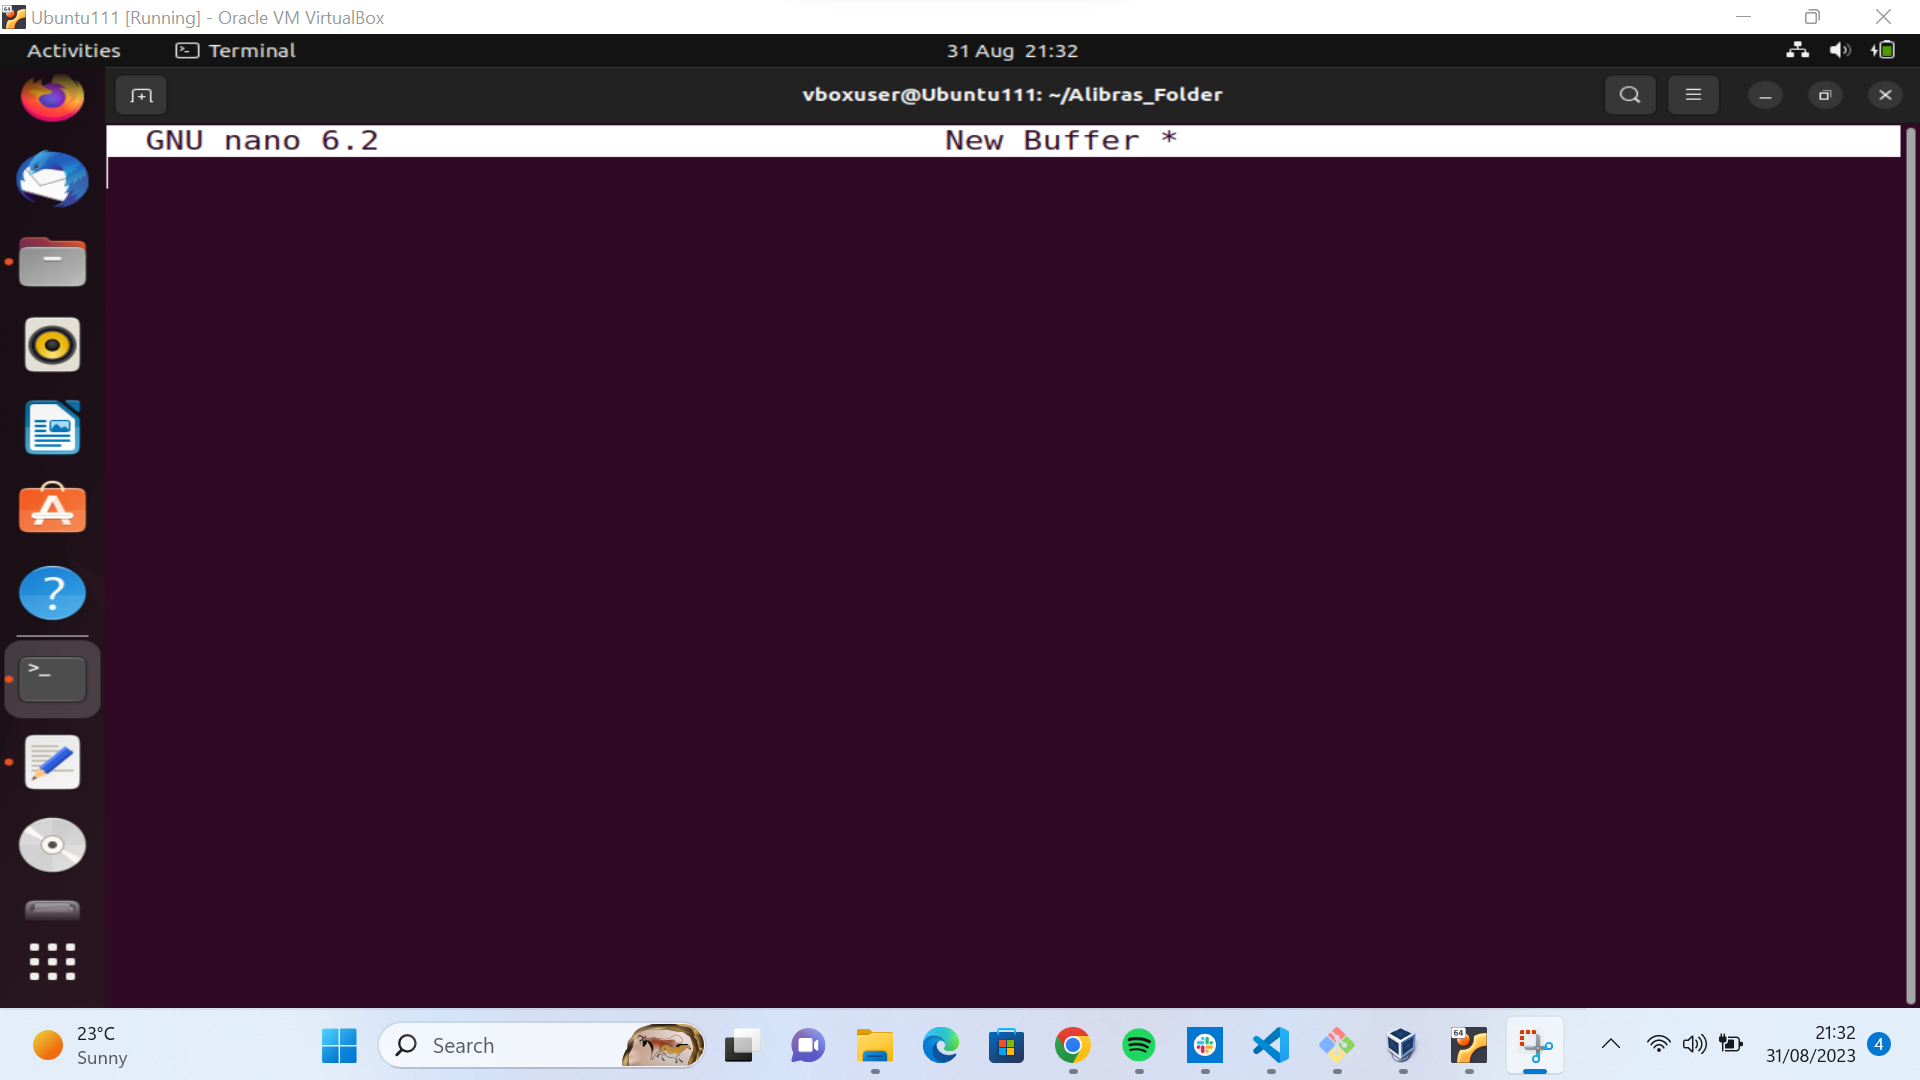 Ubuntu111 [Running] - Oracle VM VirtualBox
Activities Terminal 31 Aug 21:32
vboxuser@Ubuntu111: ~/Alibras_Folder
GNU nano 6.2 New Buffer *
>_
23°C
Sunny
Search
64
21:32
31/08/2023
4